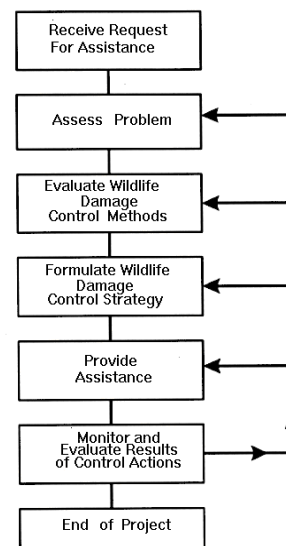 Receive Request
For Assistance
Assess Problem
Evaluate Wildlife
Damage
Control Methods
Formulate Wildlife
Damage
Control Strategy
Provide
Assistance
Monitor and
Evaluate Results
of Control Actions
End of Project